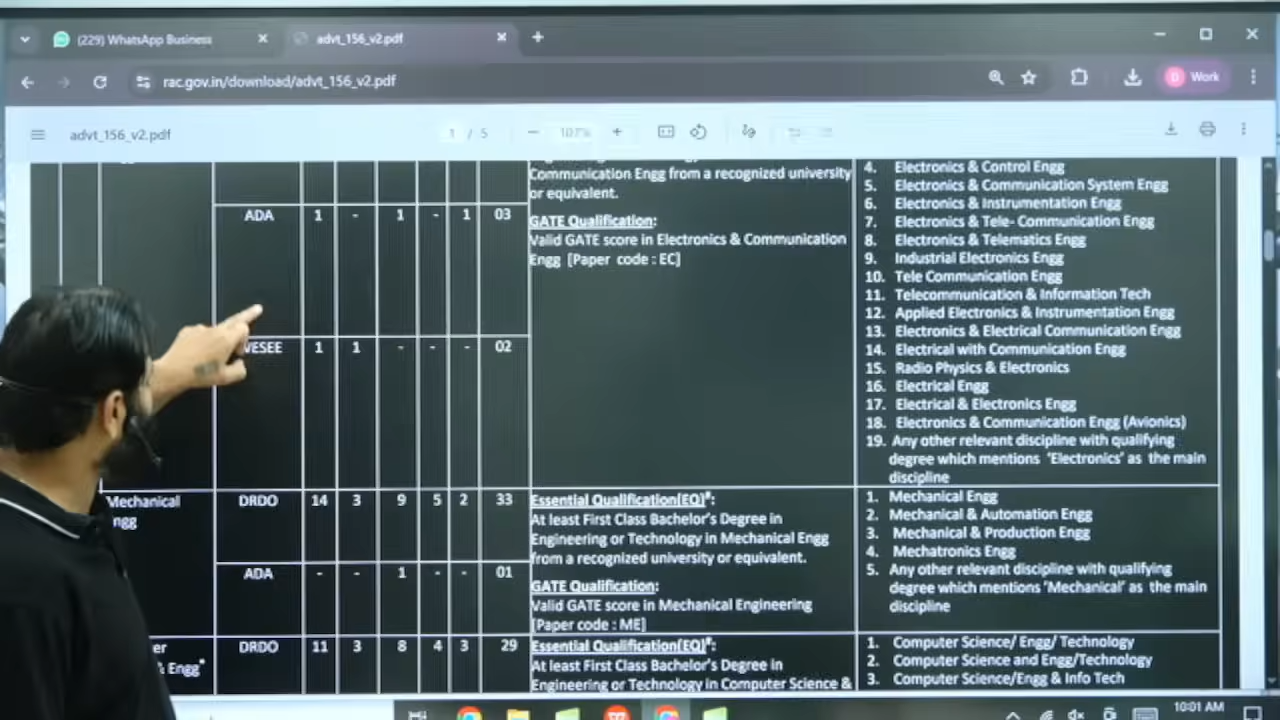 (229) WhatsApp Business
advt_156_v2.pdf
rac.gov.in/download/advt_156_v2.pdf
Work
advt_156_v2.pdf
1 / 5
107%
Communication Engg from a recognized university
or equivalent.
4. Electronics & Control Engg
5. Electronics & Communication System Engg
6. Electronics & Instrumentation Engg
7. Electronics & Tele- Communication Engg
8. Electronics & Telematics Engg
9. Industrial Electronics Engg
10. Tele Communication Engg
11. Telecommunication & Information Tech
12. Applied Electronics & Instrumentation Engg
13. Electronics & Electrical Communication Engg
14. Electrical with Communication Engg
15. Radio Physics & Electronics
16. Electrical Engg
17. Electrical & Electronics Engg
18. Electronics & Communication Engg (Avionics)
19. Any other relevant discipline with qualifying
degree which mentions 'Electronics' as the main
discipline
ADA 1 - 1 - 1 03
GATE Qualification:
Valid GATE score in Electronics & Communication
Engg [Paper code : EC]
WESEE 1 1 - - - 02
Mechanical
Engg
DRDO 14 3 9 5 2 33
Essential Qualification(EQ)#:
At least First Class Bachelor's Degree in
Engineering or Technology in Mechanical Engg
from a recognized university or equivalent.
1. Mechanical Engg
2. Mechanical & Automation Engg
3. Mechanical & Production Engg
4. Mechatronics Engg
5. Any other relevant discipline with qualifying
degree which mentions 'Mechanical' as the main
discipline
ADA - - 1 - - 01
GATE Qualification:
Valid GATE score in Mechanical Engineering
[Paper code : ME]
& Engg*
DRDO 11 3 8 4 3 29
Essential Qualification(EQ)#:
At least First Class Bachelor's Degree in
Engineering or Technology in Computer Science &
1. Computer Science/ Engg/ Technology
2. Computer Science and Engg/Technology
3. Computer Science/Engg & Info Tech
10:01 AM